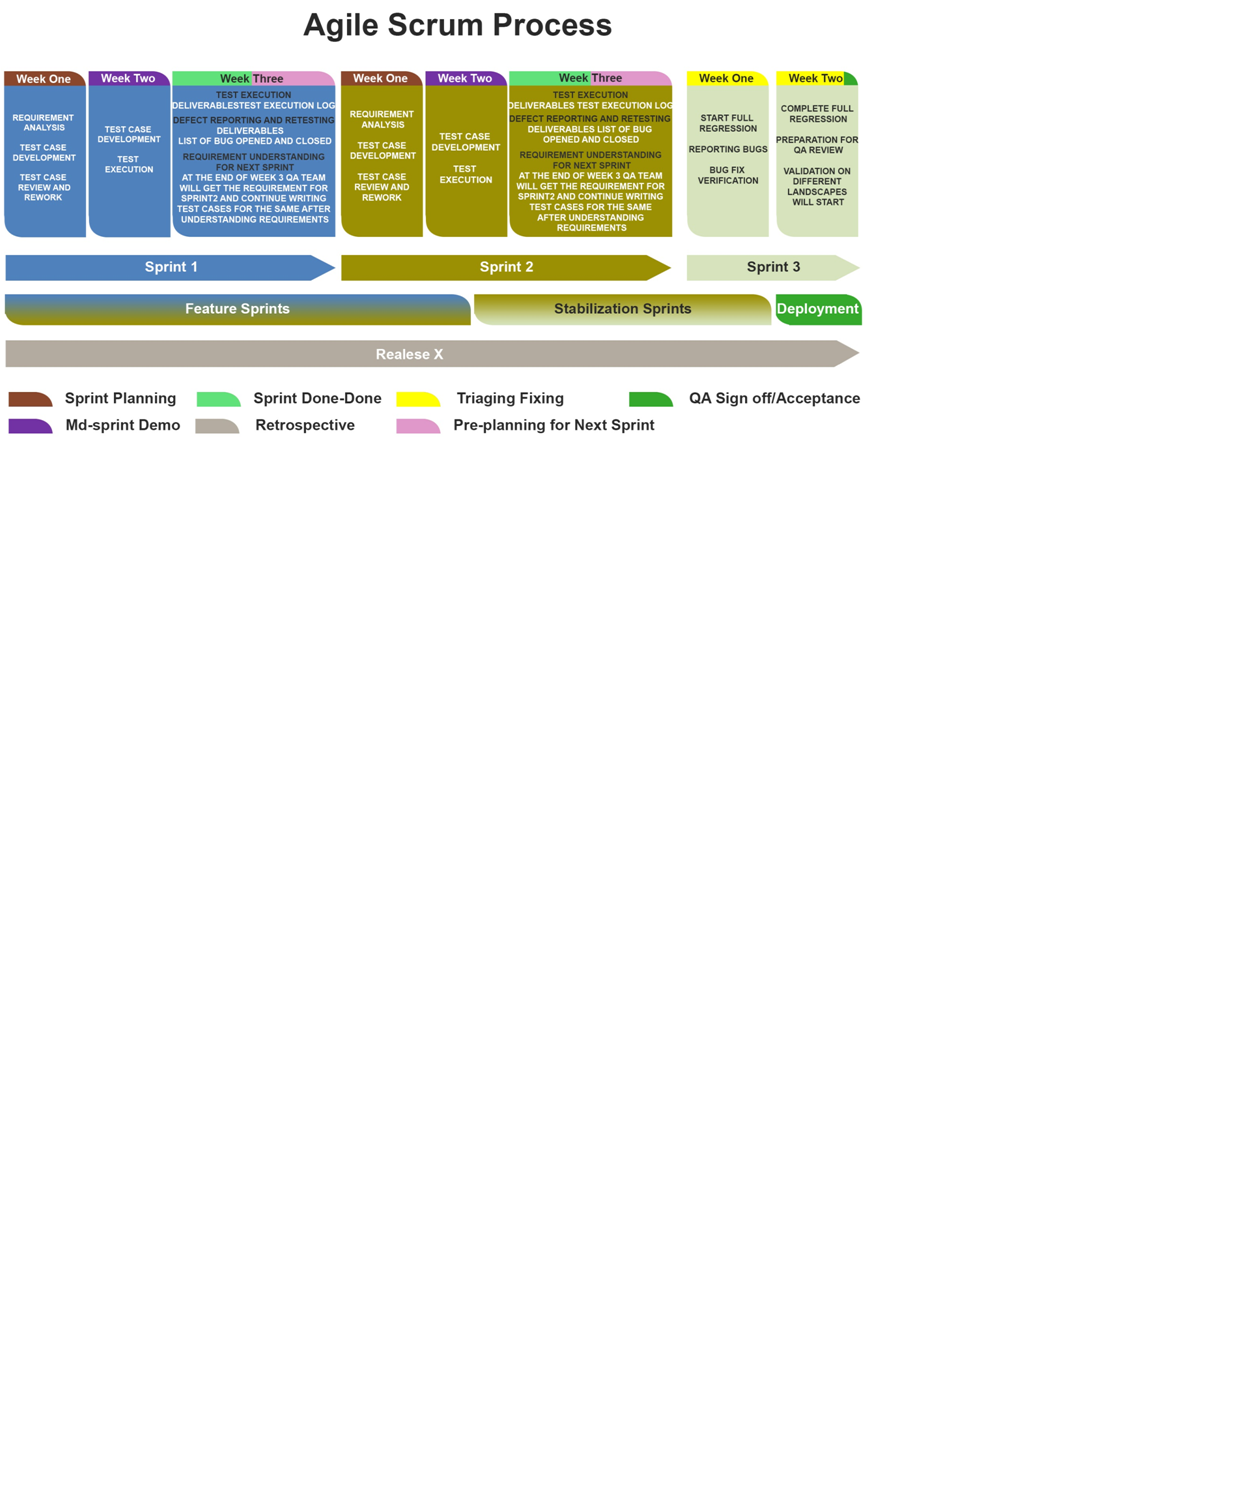 Agile Scrum Process
Week One
REQUIREMENT
ANALYSIS
TEST CASE
DEVELOPMENT
TEST CASE
REVIEW AND
REWORK
Week Two
TEST CASE
DEVELOPMENT
TEST
EXECUTION
Week Three
TEST EXECUTION
DELIVERABLESTEST EXECUTION LOG
DEFECT REPORTING AND RETESTING
DELIVERABLES
LIST OF BUG OPENED AND CLOSED
REQUIREMENT UNDERSTANDING
FOR NEXT SPRINT
AT THE END OF WEEK 3 QA TEAM
WILL GET THE REQUIREMENT FOR
SPRINT2 AND CONTINUE WRITING
TEST CASES FOR THE SAME AFTER
UNDERSTANDING REQUIREMENTS
Week One
REQUIREMENT
ANALYSIS
TEST CASE
DEVELOPMENT
TEST CASE
REVIEW AND
REWORK
Week Two
TEST CASE
DEVELOPMENT
TEST
EXECUTION
Week Three
TEST EXECUTION
DELIVERABLES TEST EXECUTION LOG
DEFECT REPORTING AND RETESTING
DELIVERABLES LIST OF BUG
OPENED AND CLOSED
REQUIREMENT UNDERSTANDING
FOR NEXT SPRINT
AT THE END OF WEEK 3 QA TEAM
WILL GET THE REQUIREMENT FOR
SPRINT2 AND CONTINUE WRITING
TEST CASES FOR THE SAME
AFTER UNDERSTANDING
REQUIREMENTS
Week One
START FULL
REGRESSION
REPORTING BUGS
BUG FIX
VERIFICATION
Week Two
COMPLETE FULL
REGRESSION
PREPARATION FOR
QA REVIEW
VALIDATION ON
DIFFERENT
LANDSCAPES
WILL START
Sprint 1
Sprint 2
Sprint 3
Feature Sprints
Stabilization Sprints
Deployment
Realese X
Sprint Planning
Sprint Done-Done
Triaging Fixing
QA Sign off/Acceptance
Md-sprint Demo
Retrospective
Pre-planning for Next Sprint